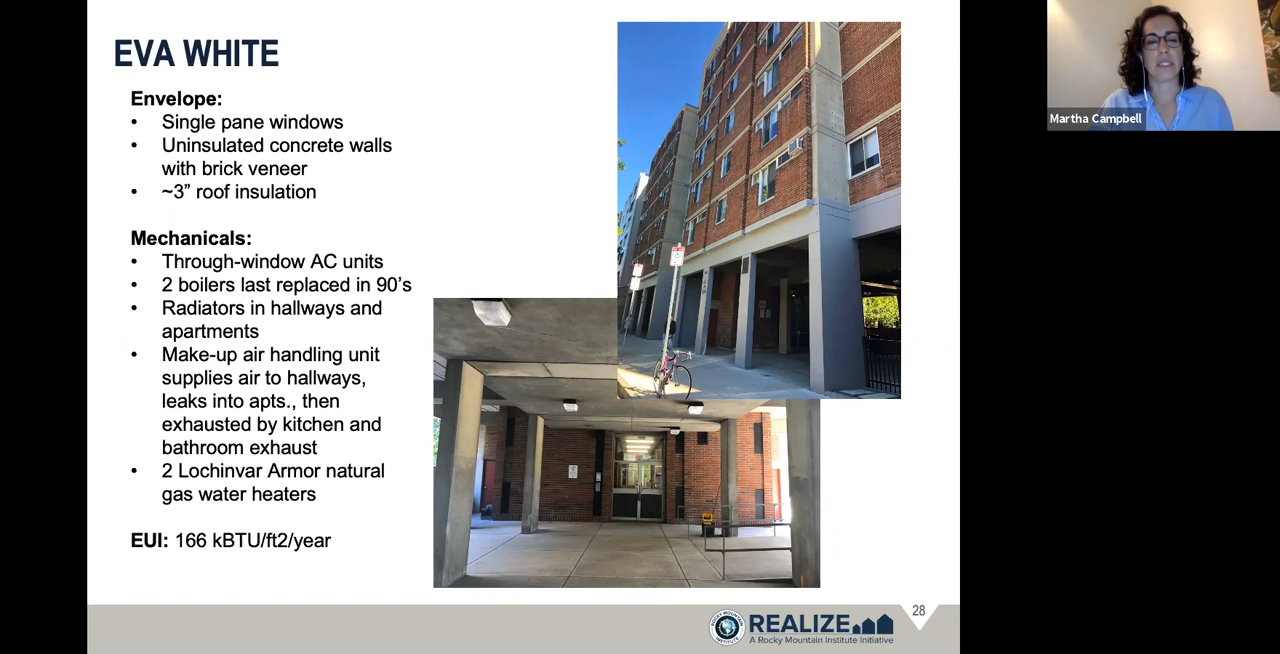 EVA WHITE
Envelope:
• Single pane windows
• Uninsulated concrete walls
with brick veneer
• ~3” roof insulation
Mechanicals:
• Through-window AC units
• 2 boilers last replaced in 90’s
• Radiators in hallways and
apartments
• Make-up air handling unit
supplies air to hallways,
leaks into apts., then
exhausted by kitchen and
bathroom exhaust
• 2 Lochinvar Armor natural
gas water heaters
EUI: 166 kBTU/ft2/year
Martha Campbell
28
ROCKY MOUNTAIN
INSTITUTE
REALIZE
A Rocky Mountain Institute Initiative